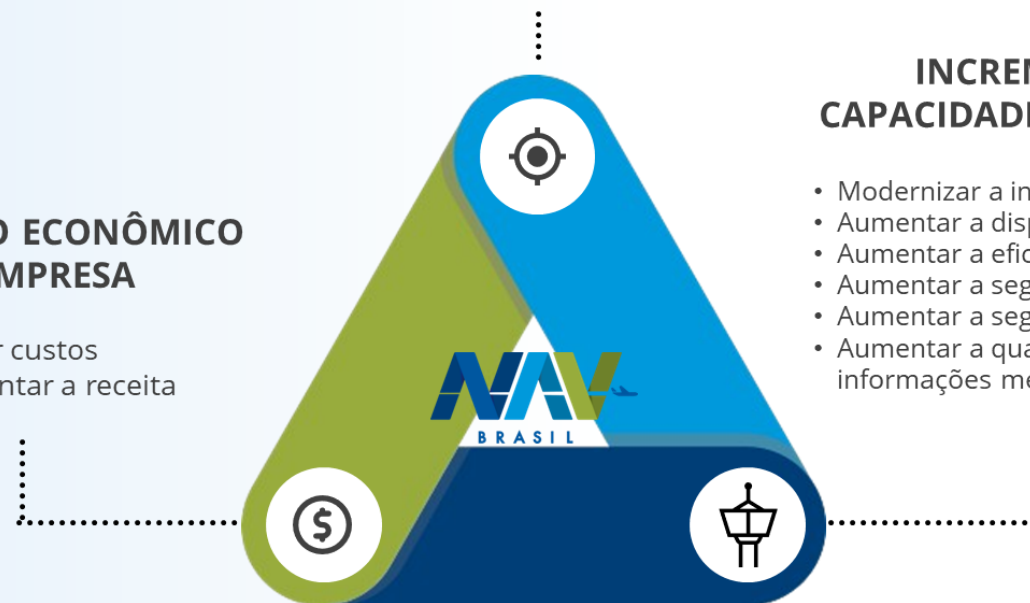 O ECONÔMICO
MPRESA
r custos
ntar a receita
NAV
BRASIL
$
INCREM
CAPACIDAD
• Modernizar a in
• Aumentar a disp
• Aumentar a efic
• Aumentar a seg
• Aumentar a seg
• Aumentar a qua
informações me